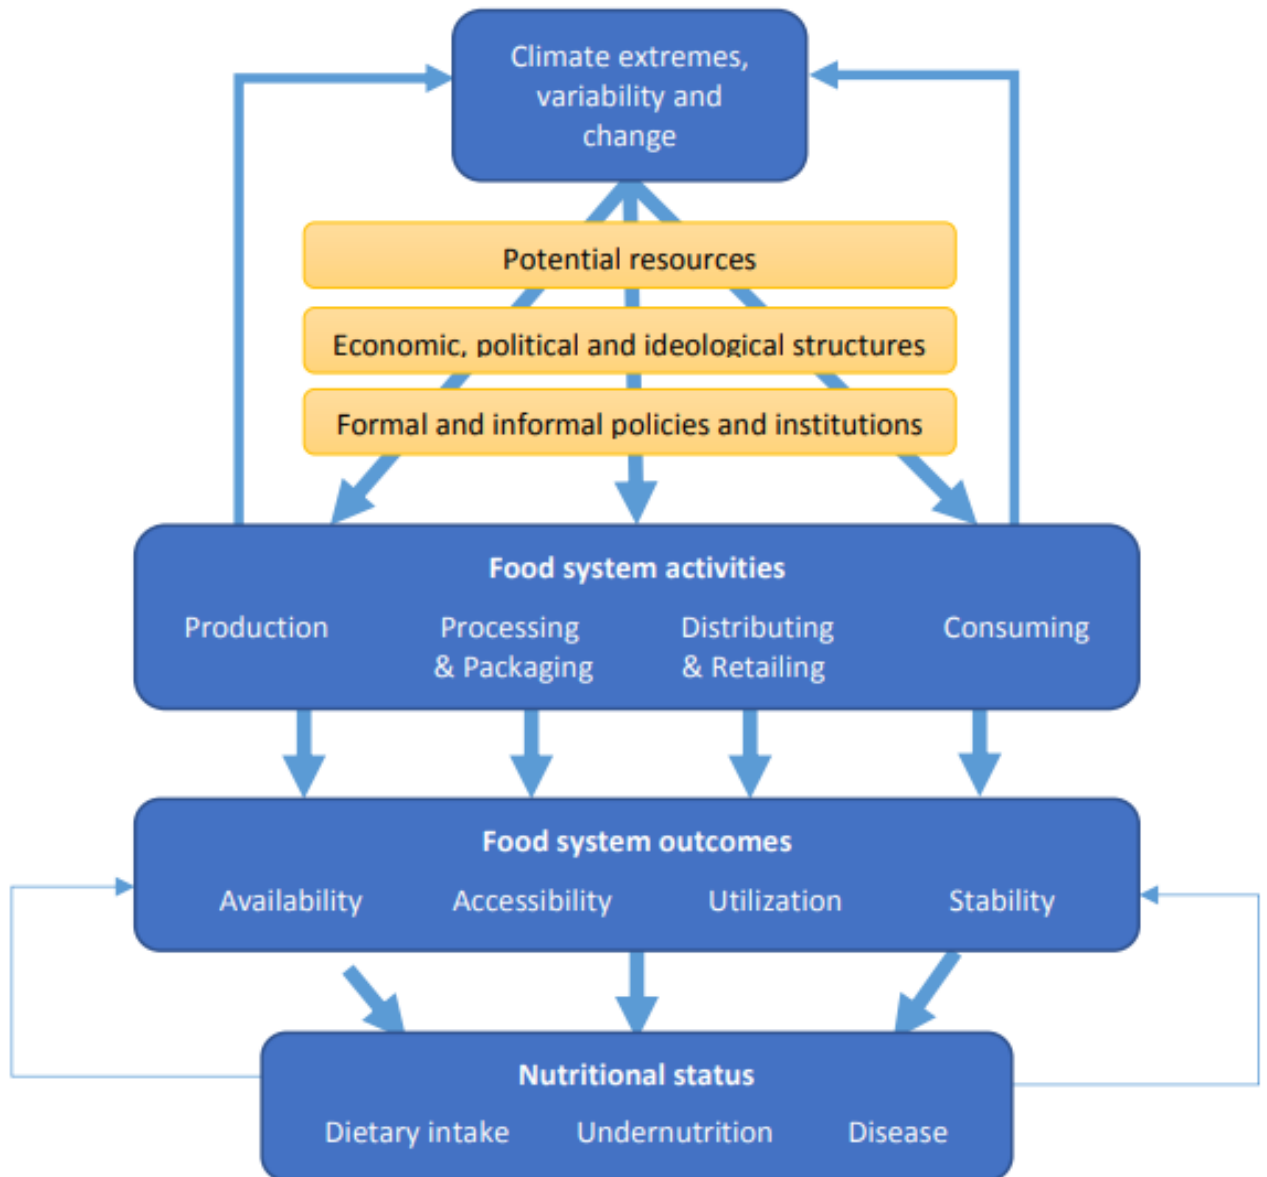 Climate extremes,
variability and
change
Potential resources
Economic, political and ideological structures
Formal and informal policies and institutions
Food system activities
Production
Processing
& Packaging
Distributing
& Retailing
Consuming
Food system outcomes
Availability
Accessibility
Utilization
Stability
Nutritional status
Dietary intake
Undernutrition
Disease